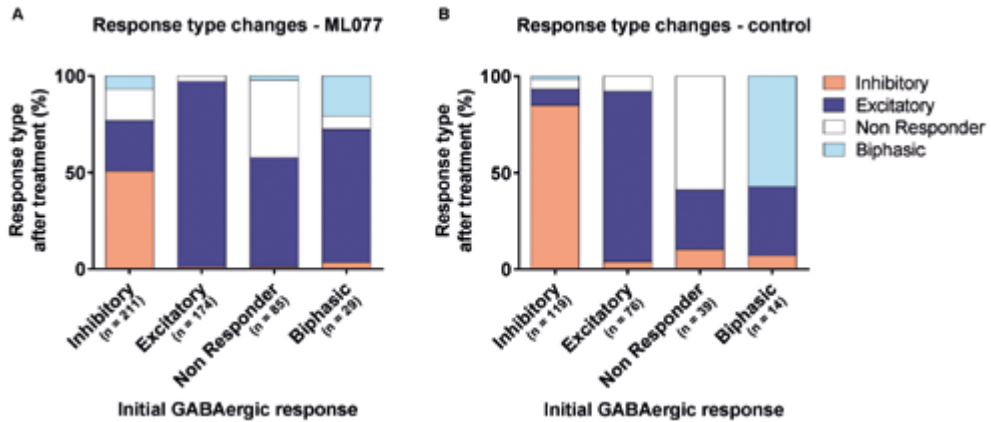 A
Response type changes - ML077
Response type
after treatment (%)
100
50
0
Inhibitory
(n = 211)
Excitatory
(n = 174)
Non Responder
(n = 85)
Biphasic
(n = 29)
Initial GABAergic response
B
Response type changes - control
Response type
after treatment (%)
100
50
0
Inhibitory
(n = 119)
Excitatory
(n = 76)
Non Responder
(n = 39)
Biphasic
(n = 14)
Initial GABAergic response
Inhibitory
Excitatory
Non Responder
Biphasic